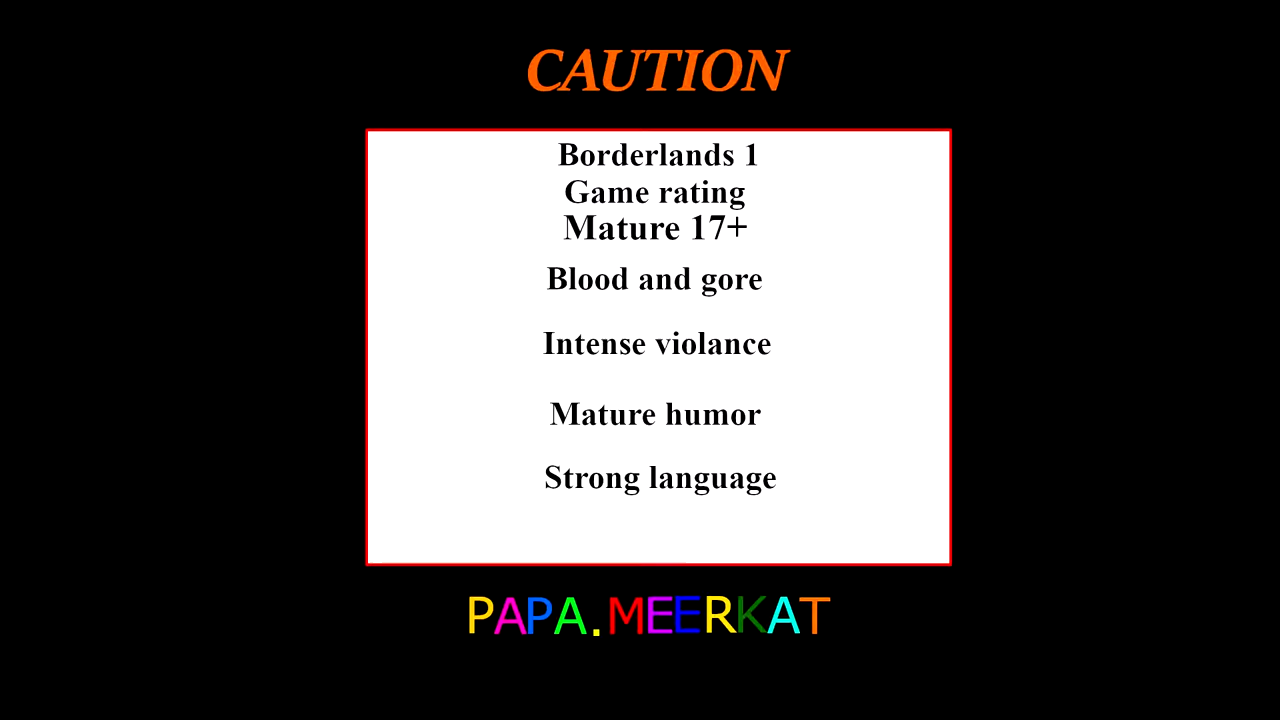 CAUTION
Borderlands 1
Game rating
Mature 17+
Blood and gore
Intense violance
Mature humor
Strong language
PAPA.MEERKAT